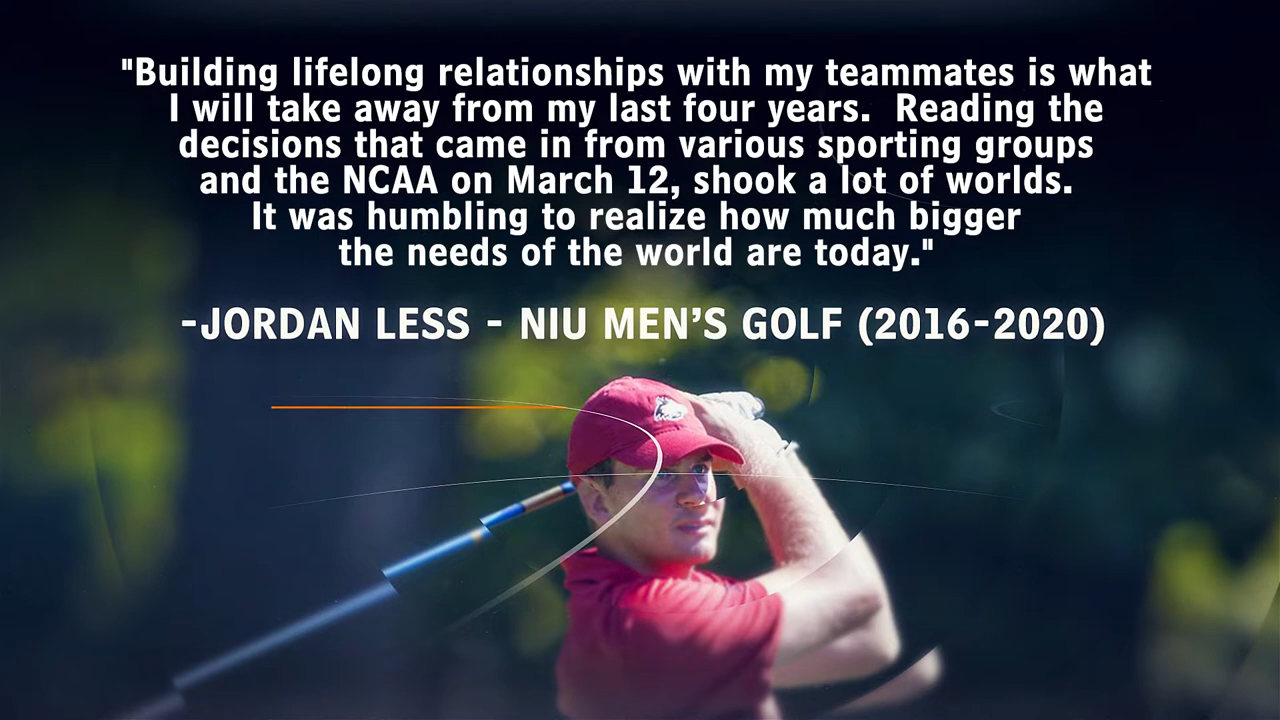 "Building lifelong relationships with my teammates is what
I will take away from my last four years.  Reading the
decisions that came in from various sporting groups
and the NCAA on March 12, shook a lot of worlds.
It was humbling to realize how much bigger
the needs of the world are today."
-JORDAN LESS - NIU MEN’S GOLF (2016-2020)